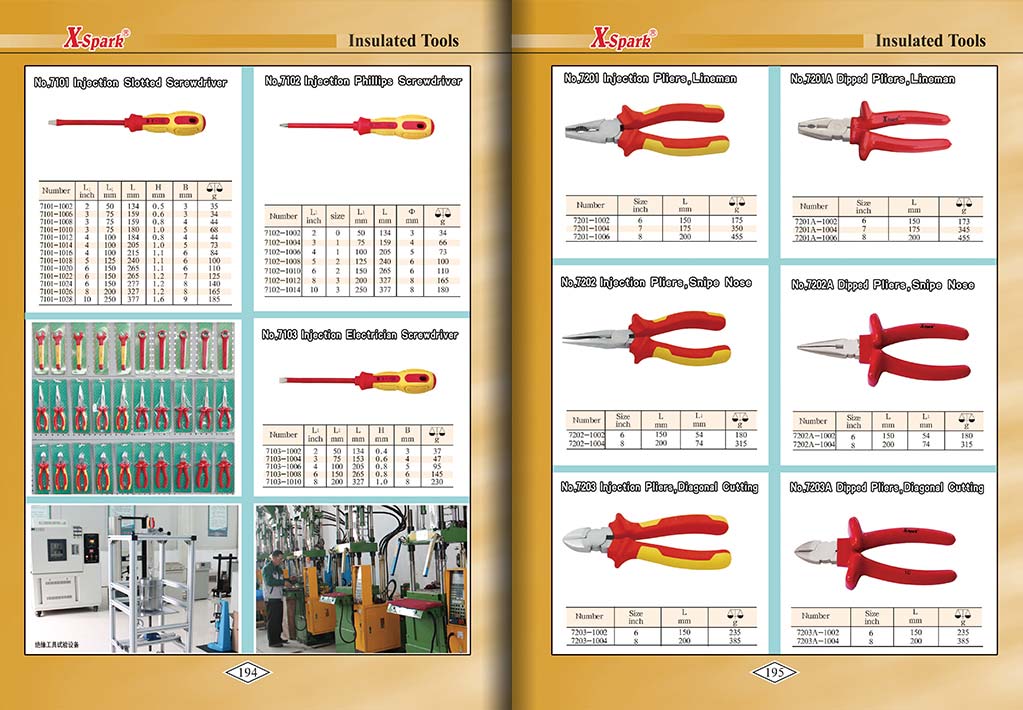 X-Spark®
Insulated Tools
No,7101 Injection Slotted Screwdriver
Number L₁ inch L₁ mm L mm H mm B mm g
7101-1002 2 50 134 0.5 3 35
7101-1006 3 75 159 0.6 3 34
7101-1008 3 75 159 0.8 4 44
7101-1010 3 75 180 1.0 5 68
7101-1012 4 100 184 0.8 4 44
7101-1014 4 100 205 1.0 5 73
7101-1016 4 100 215 1.1 6 84
7101-1018 5 125 240 1.1 6 100
7101-1020 6 150 265 1.1 6 110
7101-1022 6 150 265 1.2 7 125
7101-1024 6 150 277 1.2 8 140
7101-1026 8 200 327 1.2 8 165
7101-1028 10 250 377 1.6 9 185
No,7102 Injection Phillips Screwdriver
Number L₁ inch size L₁ mm L mm Φ mm g
7102-1002 2 0 50 134 3 34
7102-1004 3 1 75 159 4 66
7102-1006 4 1 100 205 5 73
7102-1008 5 2 125 240 6 100
7102-1010 6 2 150 265 6 110
7102-1012 8 3 200 327 8 165
7102-1014 10 3 250 377 8 180
No,7103 Injection Electrician Screwdriver
Number L₁ inch L₁ mm L mm H mm B mm g
7103-1002 2 50 134 0.4 3 37
7103-1004 3 75 153 0.6 4 47
7103-1006 4 100 205 0.8 5 95
7103-1008 6 150 265 0.8 6 145
7103-1010 8 200 327 1.0 8 230
绝缘工具试验设备
194
X-Spark®
Insulated Tools
No,7201 Injection Pliers,Lineman
Number Size inch L mm g
7201-1002 6 150 175
7201-1004 7 175 350
7201-1006 8 200 455
No,7201A Dipped Pliers,Lineman
X-Spark
Number Size inch L mm g
7201A-1002 6 150 173
7201A-1004 7 175 345
7201A-1006 8 200 455
No,7202 Injection Pliers,Snipe Nose
Number Size inch L mm L₁ mm g
7202-1002 6 150 54 180
7202-1004 8 200 74 315
No,7202A Dipped Pliers,Snipe Nose
X-Spark
Number Size inch L mm L₁ mm g
7202A-1002 6 150 54 180
7202A-1004 8 200 74 315
No,7203 Injection Pliers,Diagonal Cutting
Number Size inch L mm g
7203-1002 6 150 235
7203-1004 8 200 385
No,7203A Dipped Pliers,Diagonal Cutting
X-Spark
Number Size inch L mm g
7203A-1002 6 150 235
7203A-1004 8 200 385
195